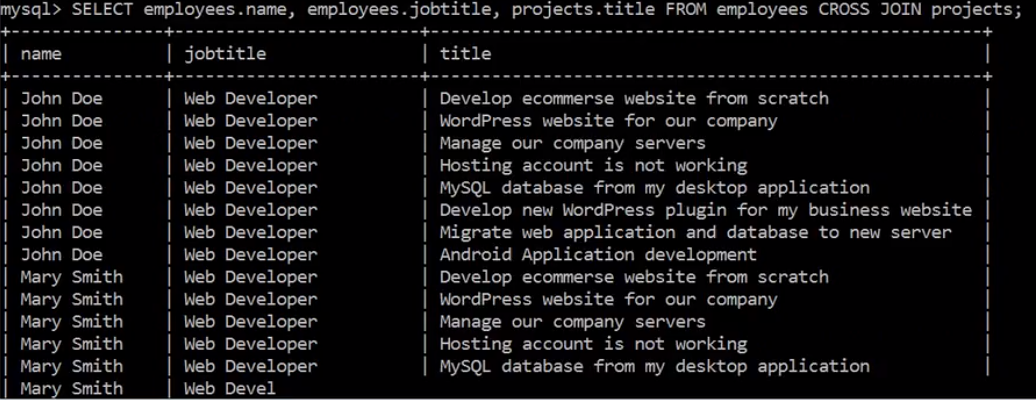 mysql> SELECT employees.name, employees.jobtitle, projects.title FROM employees CROSS JOIN projects;
+---------------+------------------------+------------------------------------------------------+
| name | jobtitle | title |
+---------------+------------------------+------------------------------------------------------+
| John Doe | Web Developer | Develop ecommerse website from scratch |
| John Doe | Web Developer | WordPress website for our company |
| John Doe | Web Developer | Manage our company servers |
| John Doe | Web Developer | Hosting account is not working |
| John Doe | Web Developer | MySQL database from my desktop application |
| John Doe | Web Developer | Develop new WordPress plugin for my business website |
| John Doe | Web Developer | Migrate web application and database to new server |
| John Doe | Web Developer | Android Application development |
| Mary Smith | Web Developer | Develop ecommerse website from scratch |
| Mary Smith | Web Developer | WordPress website for our company |
| Mary Smith | Web Developer | Manage our company servers |
| Mary Smith | Web Developer | Hosting account is not working |
| Mary Smith | Web Developer | MySQL database from my desktop application |
| Mary Smith | Web Devel